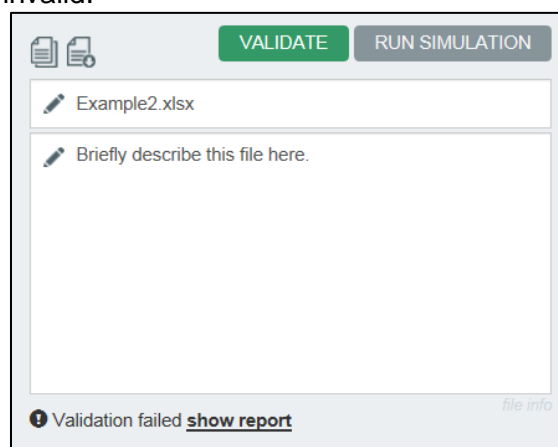 invalid.
VALIDATE RUN SIMULATION
Example2.xlsx
Briefly describe this file here.
file info
Validation failed show report